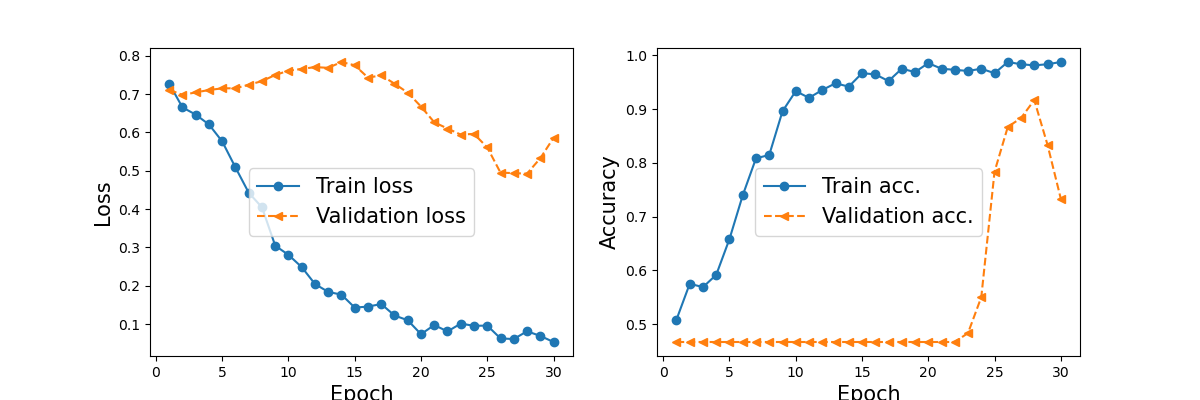 0.8
0.7
0.6
0.5
0.4
0.3
0.2
0.1
Loss
Train loss
Validation loss
0 5 10 15 20 25 30
Epoch
1.0
0.9
0.8
0.7
0.6
0.5
Accuracy
Train acc.
Validation acc.
0 5 10 15 20 25 30
Epoch